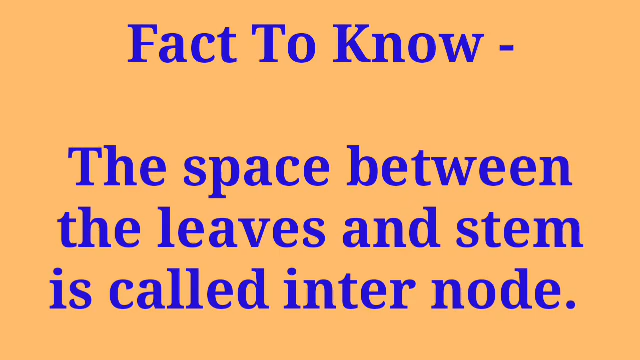 Fact To Know -
The space between
the leaves and stem
is called inter node.